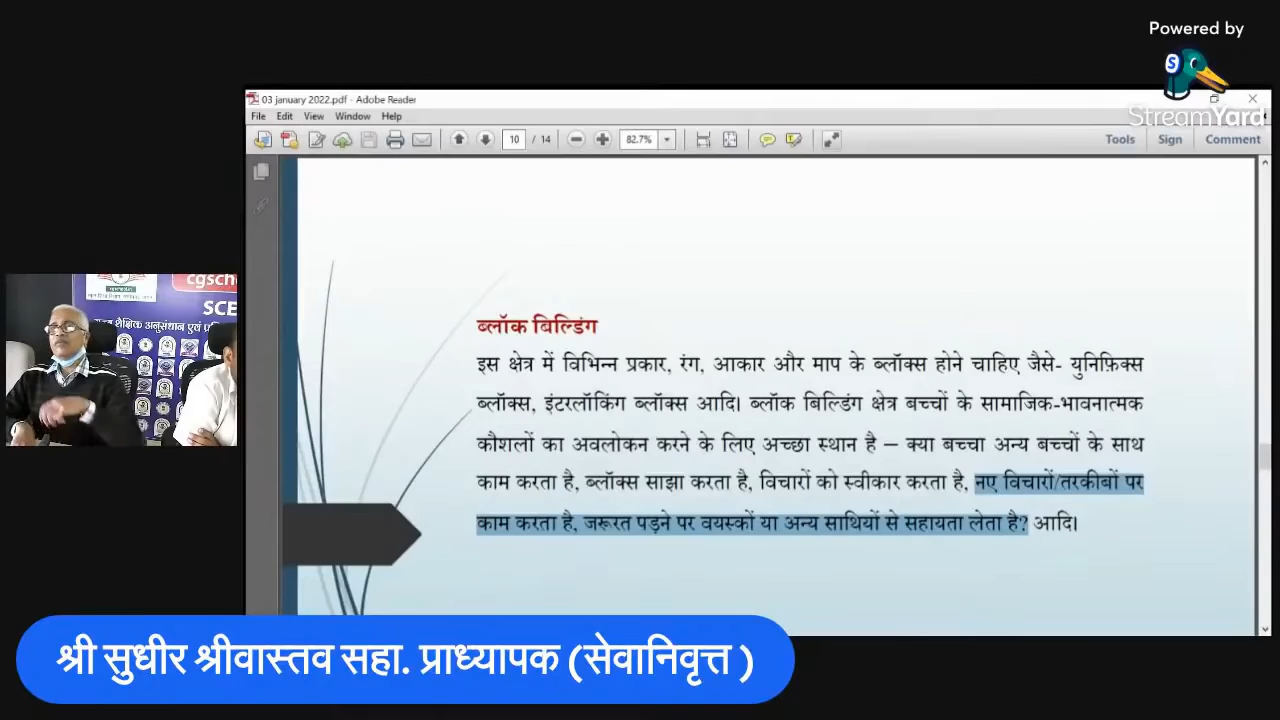 Powered by
StreamYard
03 january 2022.pdf - Adobe Reader
File Edit View Window Help
10 / 14 82.7% Tools Sign Comment
ब्लॉक बिल्डिंग
इस क्षेत्र में विभिन्न प्रकार, रंग, आकार और माप के ब्लॉक्स होने चाहिए जैसे- युनिफ़िक्स
ब्लॉक्स, इंटरलॉकिंग ब्लॉक्स आदि। ब्लॉक बिल्डिंग क्षेत्र बच्चों के सामाजिक-भावनात्मक
कौशलों का अवलोकन करने के लिए अच्छा स्थान है – क्या बच्चा अन्य बच्चों के साथ
काम करता है, ब्लॉक्स साझा करता है, विचारों को स्वीकार करता है, नए विचारों/तरकीबों पर
काम करता है, जरूरत पड़ने पर वयस्कों या अन्य साथियों से सहायता लेता है? आदि।
cgsch
SCE
शैक्षिक अनुसंधान एवं
श्री सुधीर श्रीवास्तव सहा. प्राध्यापक (सेवानिवृत्त )